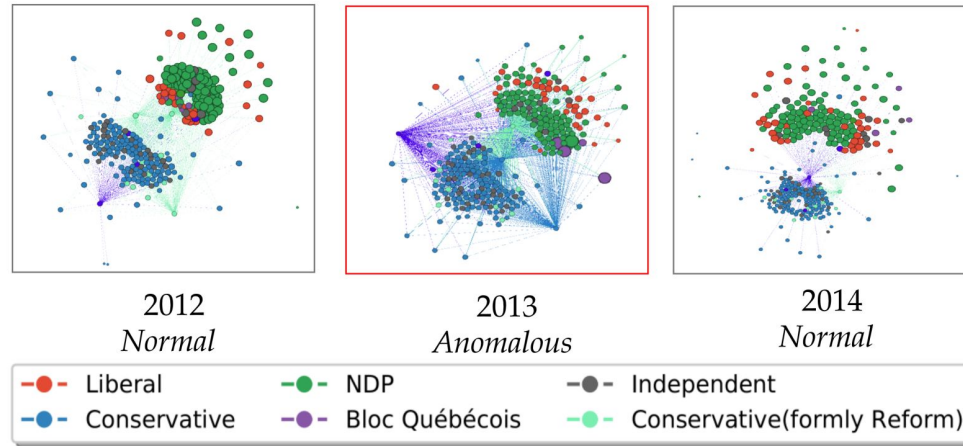 2012 2013 2014
Normal Anomalous Normal
Liberal NDP Independent
Conservative Bloc Québécois Conservative(formly Reform)